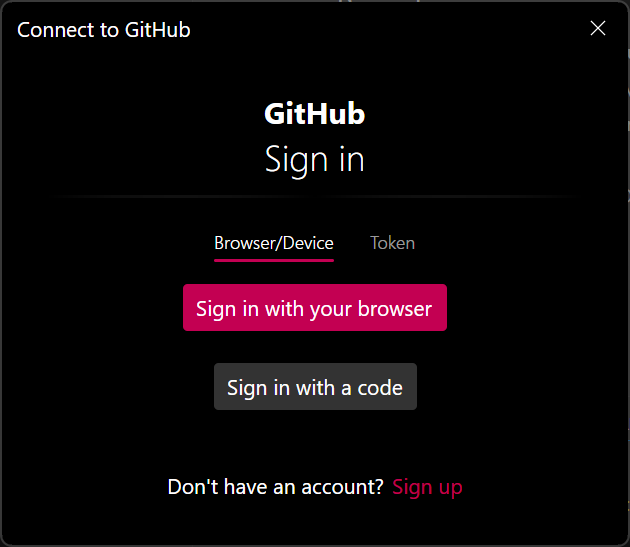 Connect to GitHub
GitHub
Sign in
Browser/Device Token
Sign in with your browser
Sign in with a code
Don't have an account? Sign up